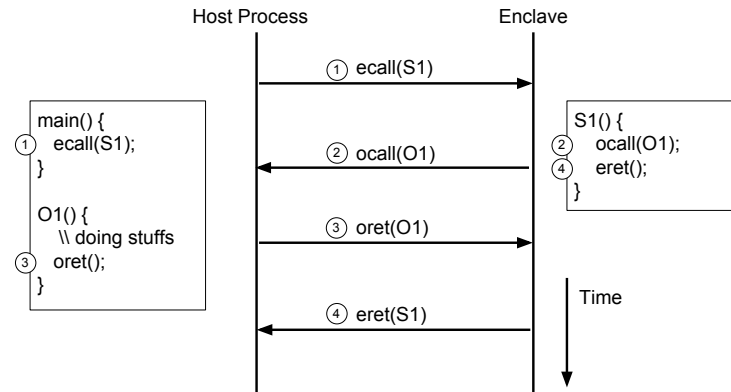 Host Process
Enclave
① ecall(S1)
main() {
① ecall(S1);
}
O1() {
\\ doing stuffs
③ oret();
}
② ocall(O1)
③ oret(O1)
④ eret(S1)
S1() {
② ocall(O1);
④ eret();
}
Time